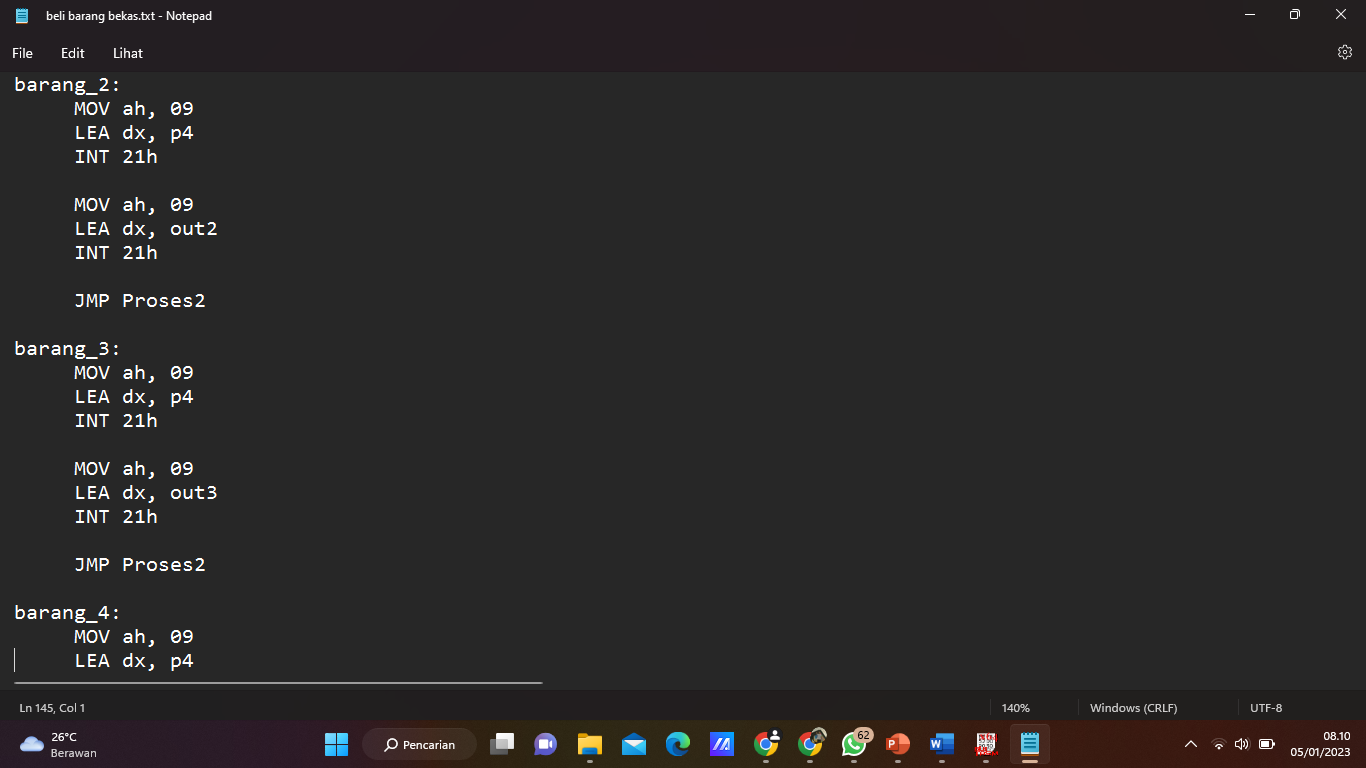 beli barang bekas.txt - Notepad
File Edit Lihat
barang_2:
MOV ah, 09
LEA dx, p4
INT 21h
MOV ah, 09
LEA dx, out2
INT 21h
JMP Proses2
barang_3:
MOV ah, 09
LEA dx, p4
INT 21h
MOV ah, 09
LEA dx, out3
INT 21h
JMP Proses2
barang_4:
MOV ah, 09
LEA dx, p4
Ln 145, Col 1 140% Windows (CRLF) UTF-8
26°C
Berawan
Pencarian
62
08.10
05/01/2023